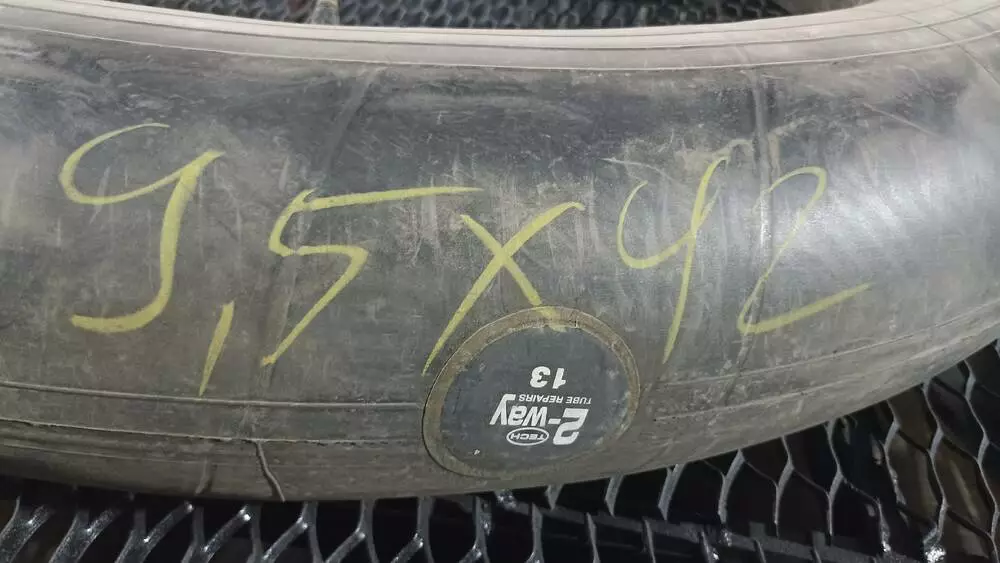 9,5x42
13
TUBE REPAIRS
2-way
TECH